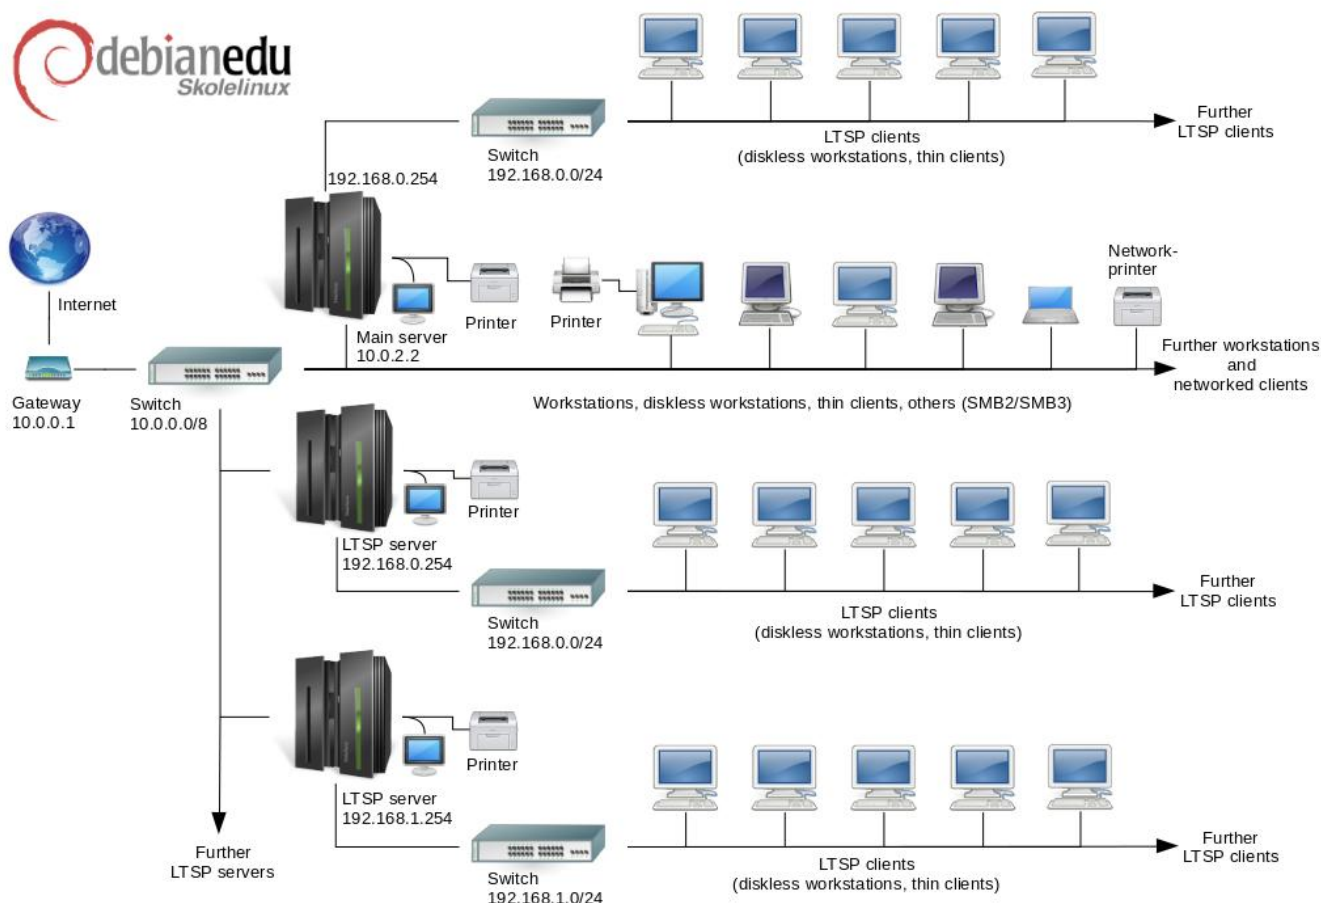 debianedu
Skolelinux
Further
LTSP clients
LTSP clients
(diskless workstations, thin clients)
Switch
192.168.0.0/24
192.168.0.254
Internet
Printer
Printer
Network-
printer
Main server
10.0.2.2
Further workstations
and
networked clients
Gateway
10.0.0.1
Switch
10.0.0.0/8
Workstations, diskless workstations, thin clients, others (SMB2/SMB3)
Printer
LTSP server
192.168.0.254
Further
LTSP clients
LTSP clients
(diskless workstations, thin clients)
Switch
192.168.0.0/24
Printer
LTSP server
192.168.1.254
Further
LTSP servers
Further
LTSP clients
LTSP clients
(diskless workstations, thin clients)
Switch
192.168.1.0/24